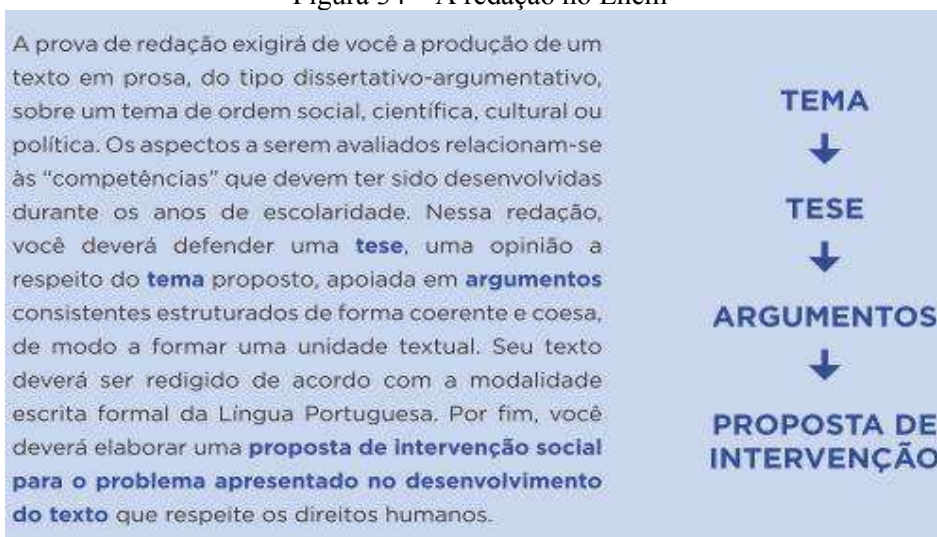 A prova de redação exigirá de você a produção de um
texto em prosa, do tipo dissertativo-argumentativo,
sobre um tema de ordem social, científica, cultural ou
política. Os aspectos a serem avaliados relacionam-se
às “competências” que devem ter sido desenvolvidas
durante os anos de escolaridade. Nessa redação,
você deverá defender uma tese, uma opinião a
respeito do tema proposto, apoiada em argumentos
consistentes estruturados de forma coerente e coesa,
de modo a formar uma unidade textual. Seu texto
deverá ser redigido de acordo com a modalidade
escrita formal da Língua Portuguesa. Por fim, você
deverá elaborar uma proposta de intervenção social
para o problema apresentado no desenvolvimento
do texto que respeite os direitos humanos.
TEMA
TESE
ARGUMENTOS
PROPOSTA DE
INTERVENÇÃO